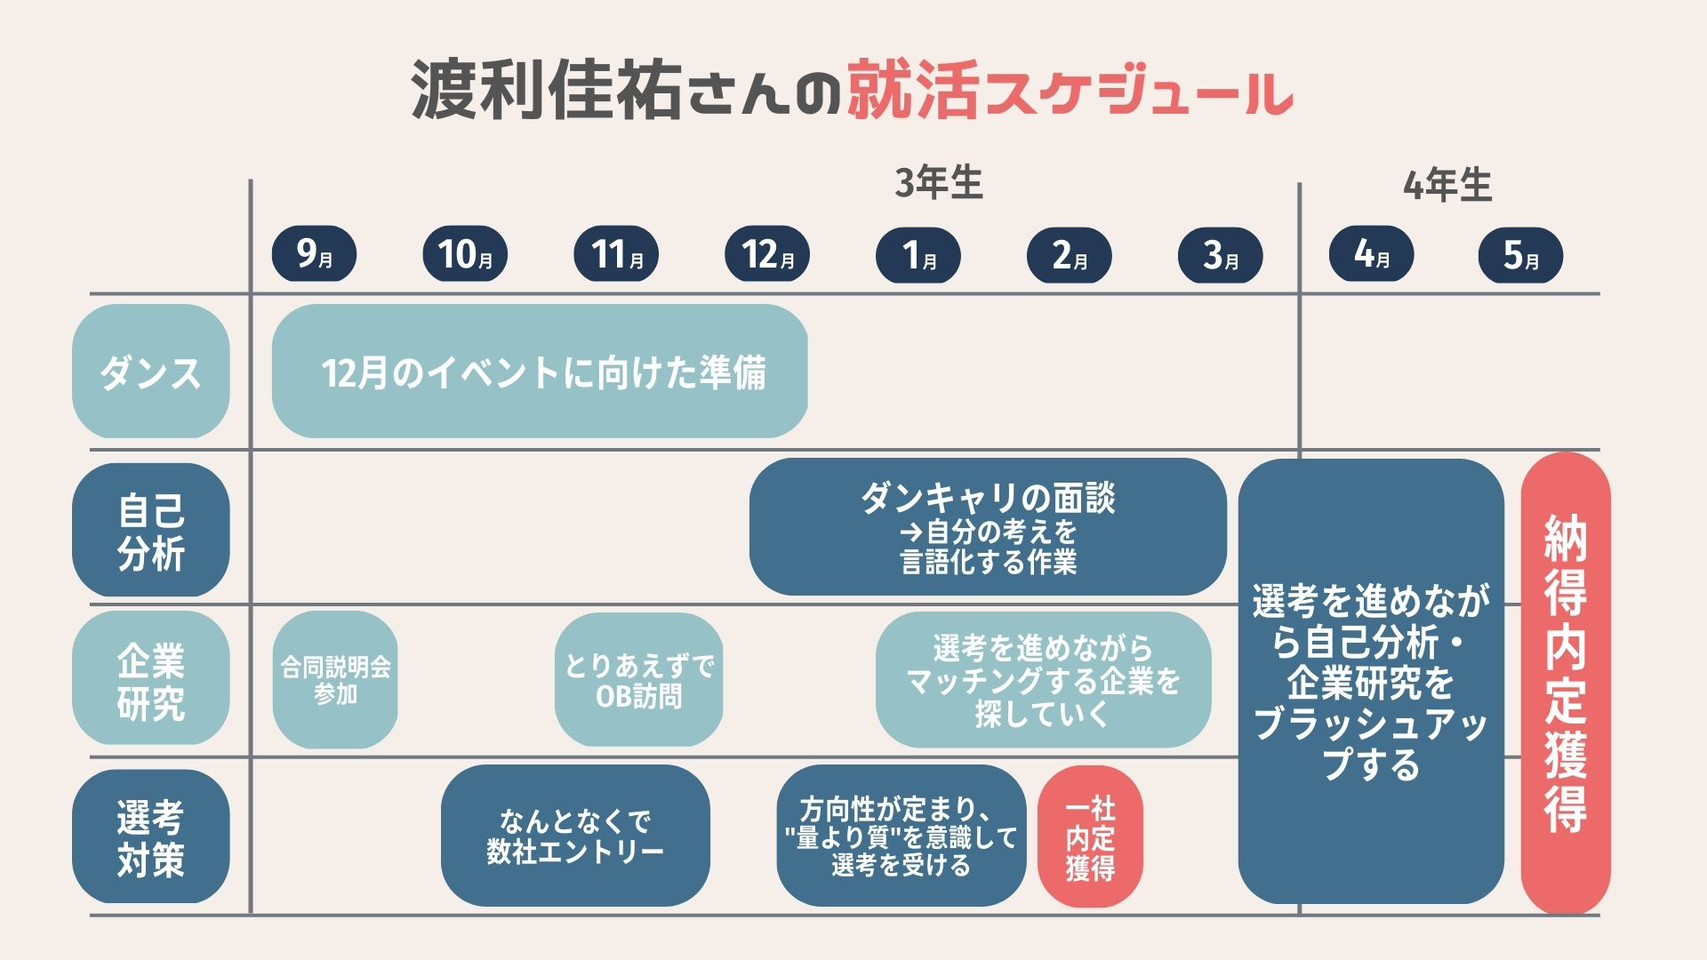 渡利佳祐さんの就活スケジュール
3年生
4年生
9月
10月
11月
12月
1月
2月
3月
4月
5月
ダンス
12月のイベントに向けた準備
自己
分析
ダンキャリの面談
→自分の考えを
言語化する作業
選考を進めなが
ら自己分析・
企業研究を
ブラッシュアッ
プする
納得内定獲得
企業
研究
合同説明会
参加
とりあえずで
OB訪問
選考を進めながら
マッチングする企業を
探していく
選考
対策
なんとなくで
数社エントリー
方向性が定まり、
"量より質"を意識して
選考を受ける
一社
内定
獲得